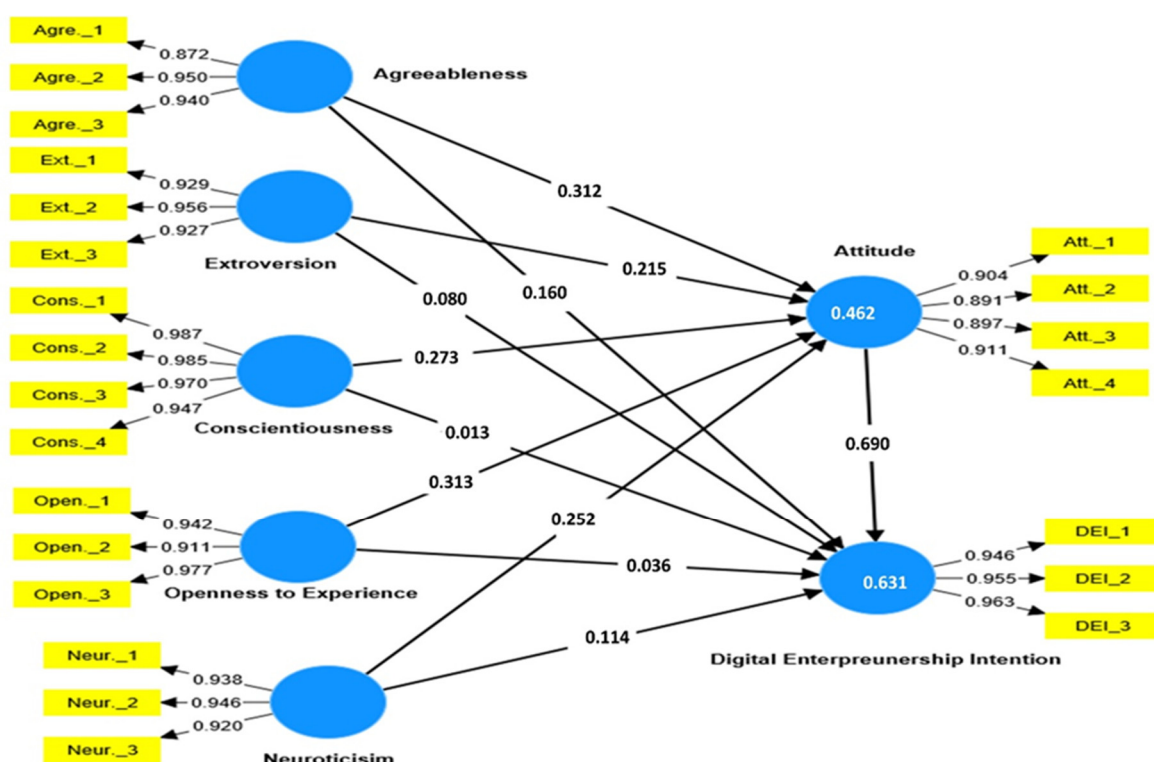 Agre._1
0.872
Agre._2
0.950
0.940
Agre._3
Agreeableness
Ext._1
0.929
Ext._2
0.956
0.927
Ext._3
Extroversion
Cons._1
0.987
Cons._2
0.985
Cons._3
0.970
0.947
Cons._4
Conscientiousness
Open._1
0.942
Open._2
0.911
0.977
Open._3
Openness to Experience
Neur._1
0.938
Neur._2
0.946
0.920
Neur._3
Neuroticisim
0.312
0.215
0.160
0.080
0.273
0.013
0.313
0.252
0.036
0.114
0.690
Attitude
0.462
Att._1
0.904
Att._2
0.891
0.897
Att._3
0.911
Att._4
0.631
DEI_1
0.946
DEI_2
0.955
0.963
DEI_3
Digital Enterpreunership Intention